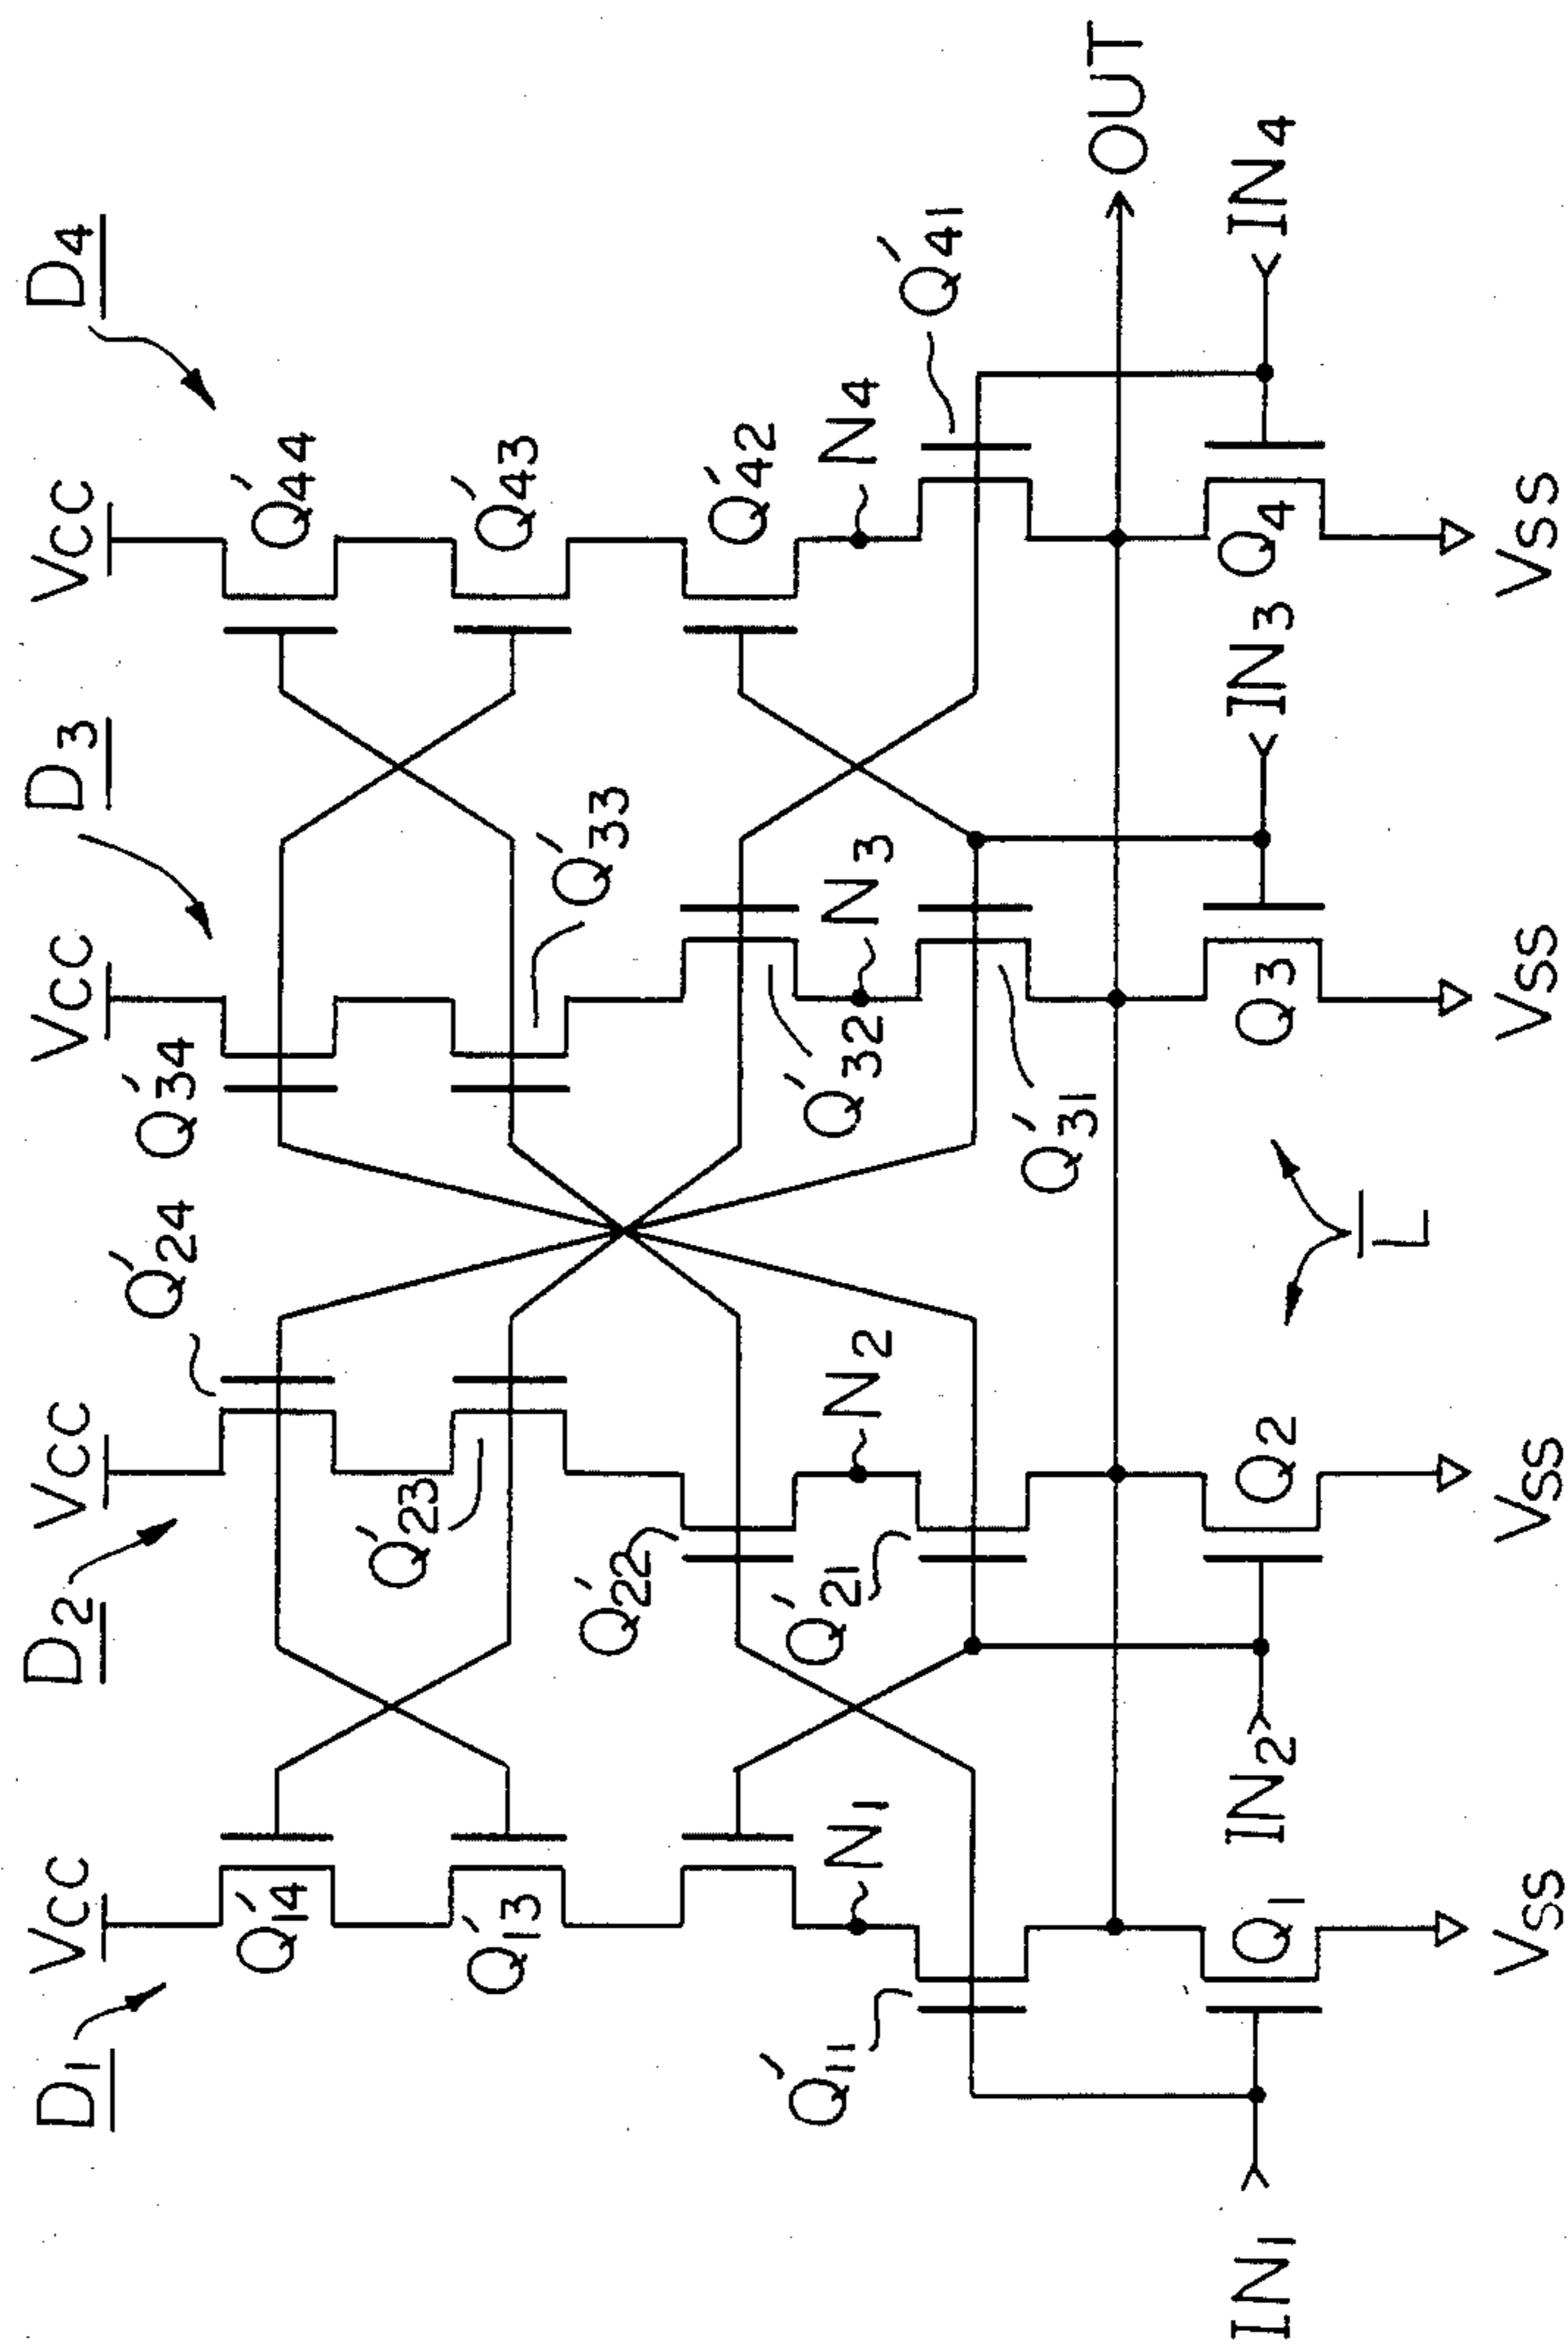 D1
D2
D3
D4
VCC
VCC
VCC
VCC
Q'14
Q'24
Q'34
Q'44
Q'13
Q'23
Q'33
Q'43
Q'22
Q'32
Q'42
N1
N2
N3
N4
Q'11
Q'21
Q'31
Q'41
OUT
Q1
Q2
Q3
Q4
IN1
IN2
IN3
IN4
L
VSS
VSS
VSS
VSS